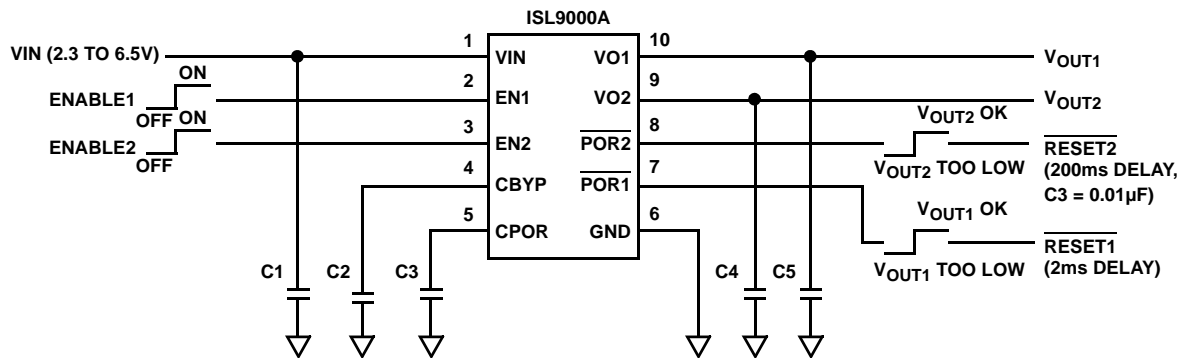 ISL9000A
VIN (2.3 TO 6.5V)
1
VIN
VO1
10
VOUT1
ON
ENABLE1
OFF
2
EN1
VO2
9
VOUT2
ON
ENABLE2
OFF
3
EN2
POR2
8
VOUT2 OK
VOUT2 TOO LOW
RESET2
(200ms DELAY,
C3 = 0.01µF)
4
CBYP
POR1
7
5
CPOR
GND
6
VOUT1 OK
VOUT1 TOO LOW
RESET1
(2ms DELAY)
C1
C2
C3
C4
C5